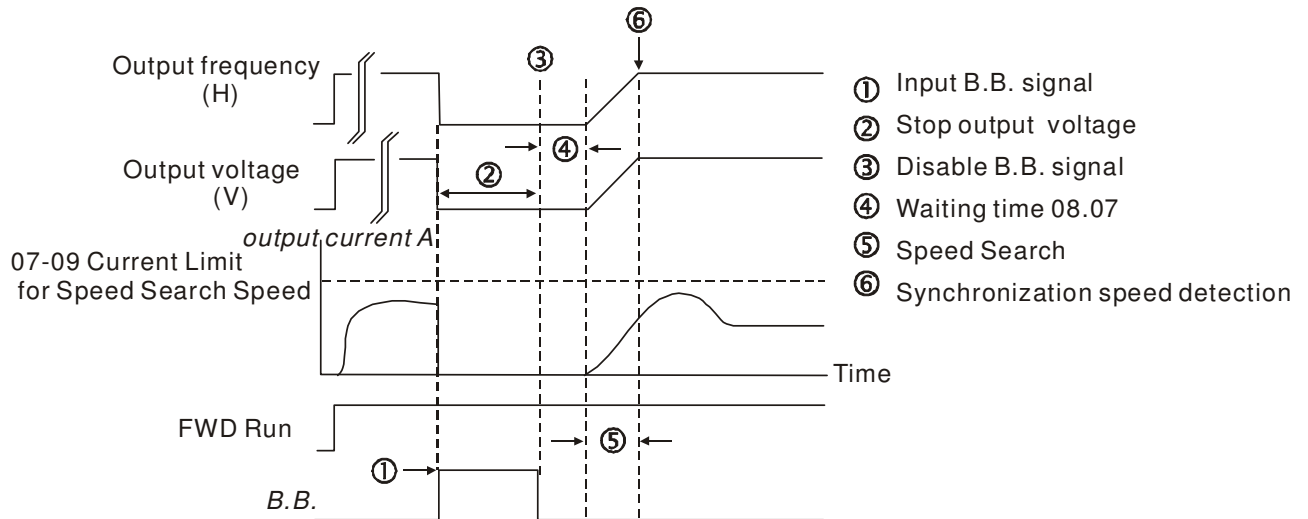 ⑥
③
Output frequency
(H)
① Input B.B. signal
② Stop output voltage
④
Output voltage
(V)
②
③ Disable B.B. signal
④ Waiting time 08.07
output current A
07-09 Current Limit
for Speed Search Speed
⑤ Speed Search
⑥ Synchronization speed detection
Time
FWD Run
⑤
①
B.B.